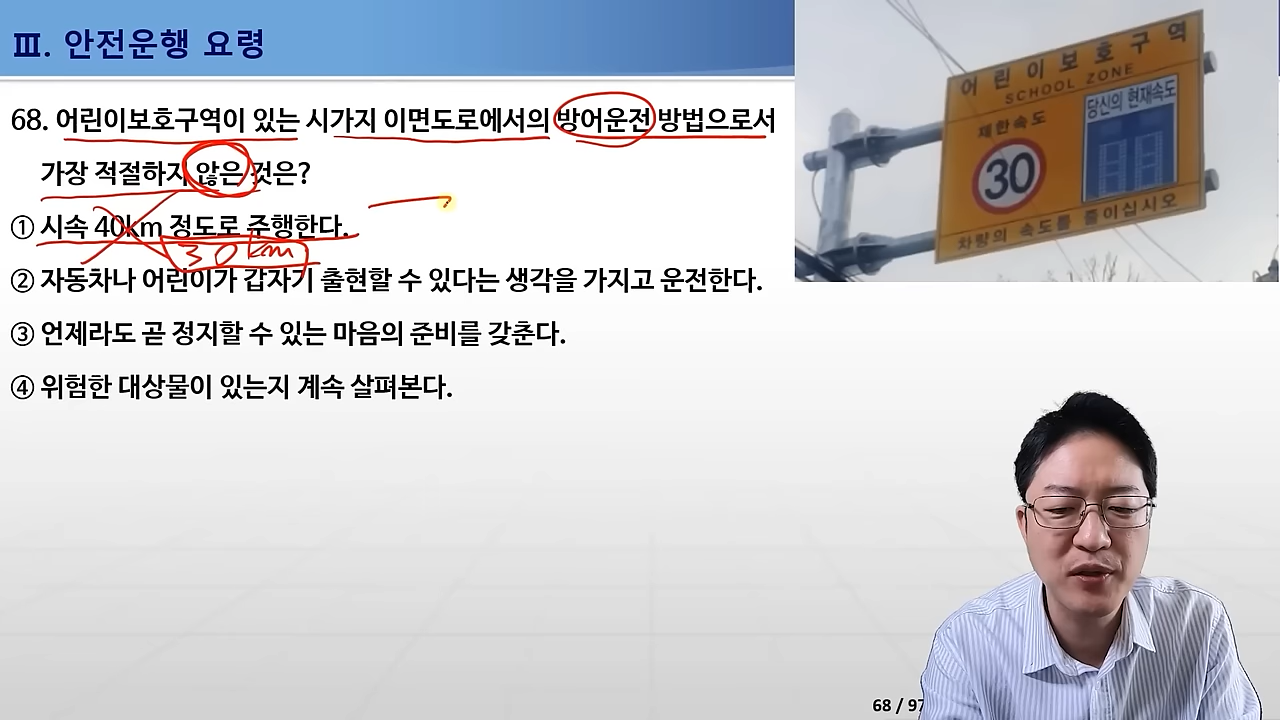 Ⅲ. 안전운행 요령
68. 어린이보호구역이 있는 시가지 이면도로에서의 방어운전 방법으로서
가장 적절하지 않은 것은?
① 시속 40km 정도로 주행한다.
30km
② 자동차나 어린이가 갑자기 출현할 수 있다는 생각을 가지고 운전한다.
③ 언제라도 곧 정지할 수 있는 마음의 준비를 갖춘다.
④ 위험한 대상물이 있는지 계속 살펴본다.
어린이보호구역
SCHOOL ZONE
제한속도
30
당신의 현재속도
차량의 속도를 줄이십시오
68 / 97